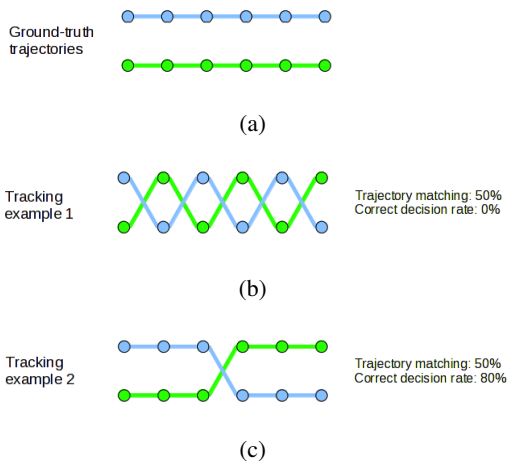 Ground-truth
trajectories
(a)
Tracking
example 1
Trajectory matching: 50%
Correct decision rate: 0%
(b)
Tracking
example 2
Trajectory matching: 50%
Correct decision rate: 80%
(c)